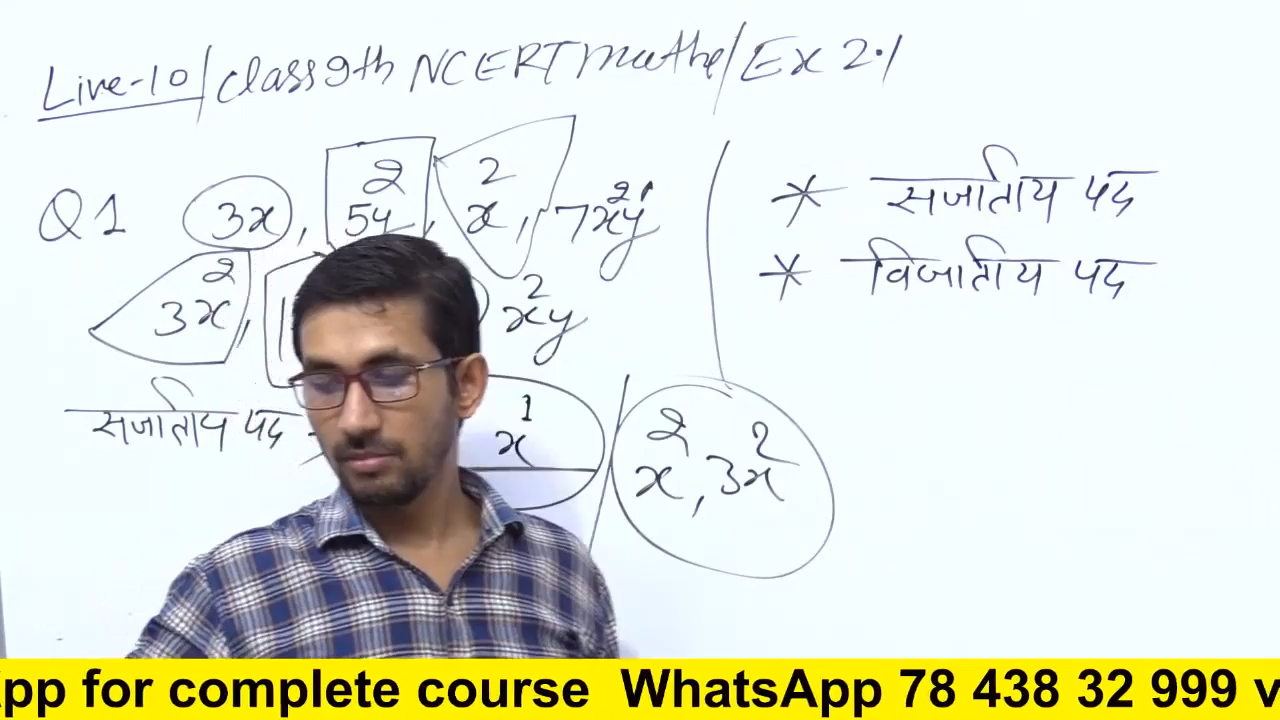 Live-10/class 9th NCERT maths/Ex 2.1
Q1 3x, 5y², x², 7x²y¹
3x², x²y
सजातीय पद x¹ x², 3x²
* सजातीय पद
* विजातीय पद
App for complete course WhatsApp 78 438 32 999 v